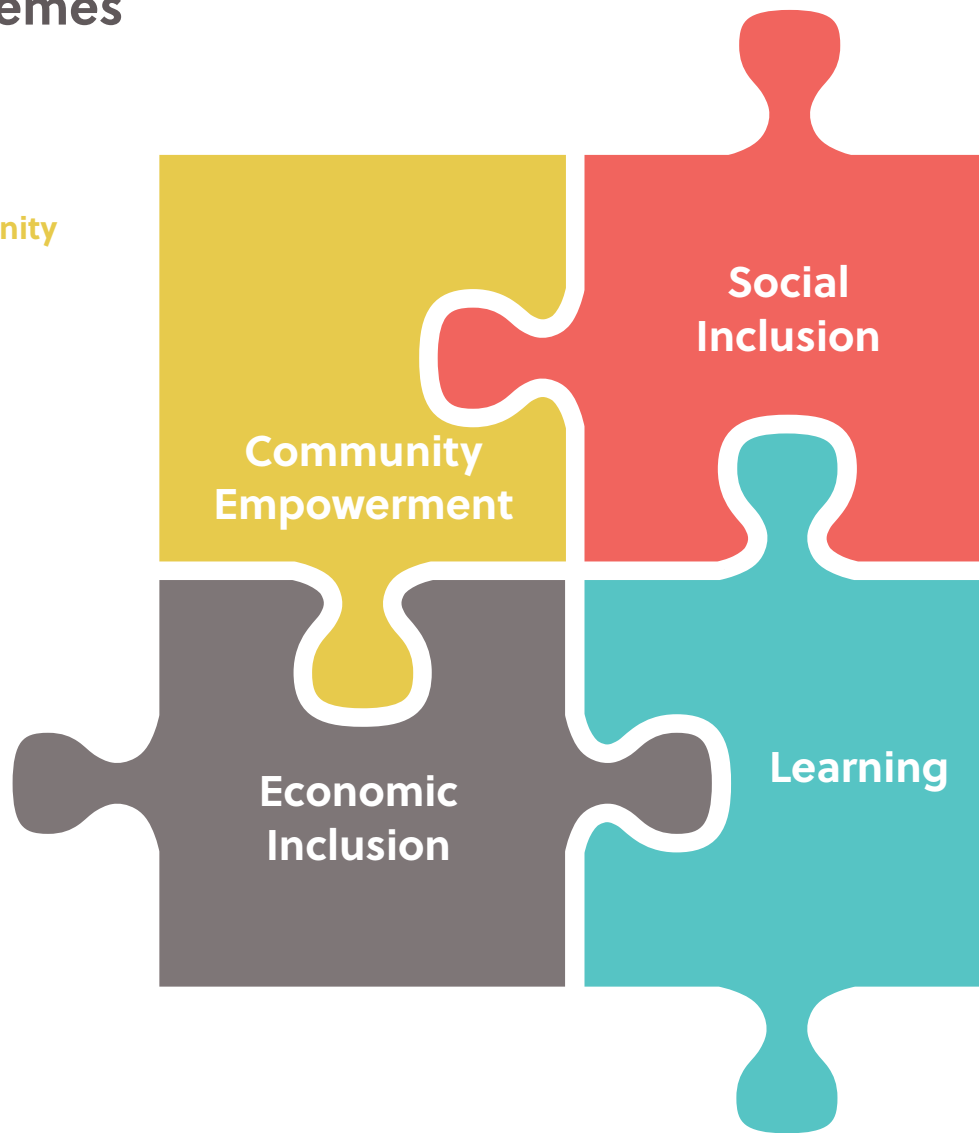 emes
nity
Social
Inclusion
Community
Empowerment
Economic
Inclusion
Learning